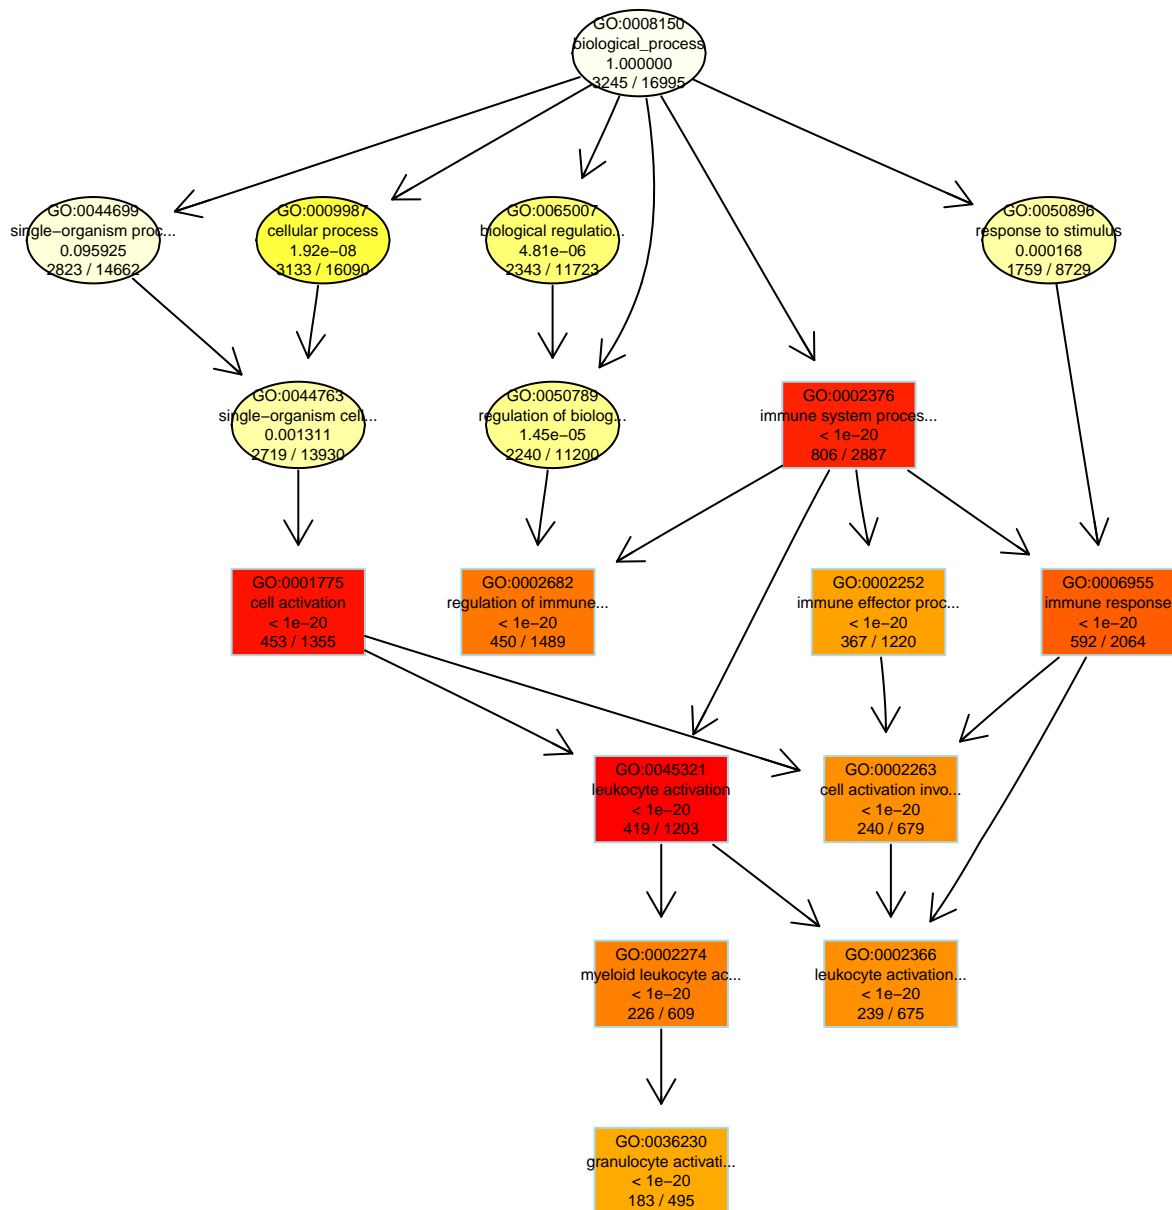 GO:0008150
biological_process
1.000000
3245 / 16995
GO:0044699
single−organism proc...
0.095925
2823 / 14662
GO:0009987
cellular process
1.92e−08
3133 / 16090
GO:0065007
biological regulatio...
4.81e−06
2343 / 11723
GO:0050896
response to stimulus
0.000168
1759 / 8729
GO:0044763
single−organism cell...
0.001311
2719 / 13930
GO:0050789
regulation of biolog...
1.45e−05
2240 / 11200
GO:0002376
immune system proces...
< 1e−20
806 / 2887
GO:0001775
cell activation
< 1e−20
453 / 1355
GO:0002682
regulation of immune...
< 1e−20
450 / 1489
GO:0002252
immune effector proc...
< 1e−20
367 / 1220
GO:0006955
immune response
< 1e−20
592 / 2064
GO:0045321
leukocyte activation
< 1e−20
419 / 1203
GO:0002263
cell activation invo...
< 1e−20
240 / 679
GO:0002274
myeloid leukocyte ac...
< 1e−20
226 / 609
GO:0002366
leukocyte activation...
< 1e−20
239 / 675
GO:0036230
granulocyte activati...
< 1e−20
183 / 495